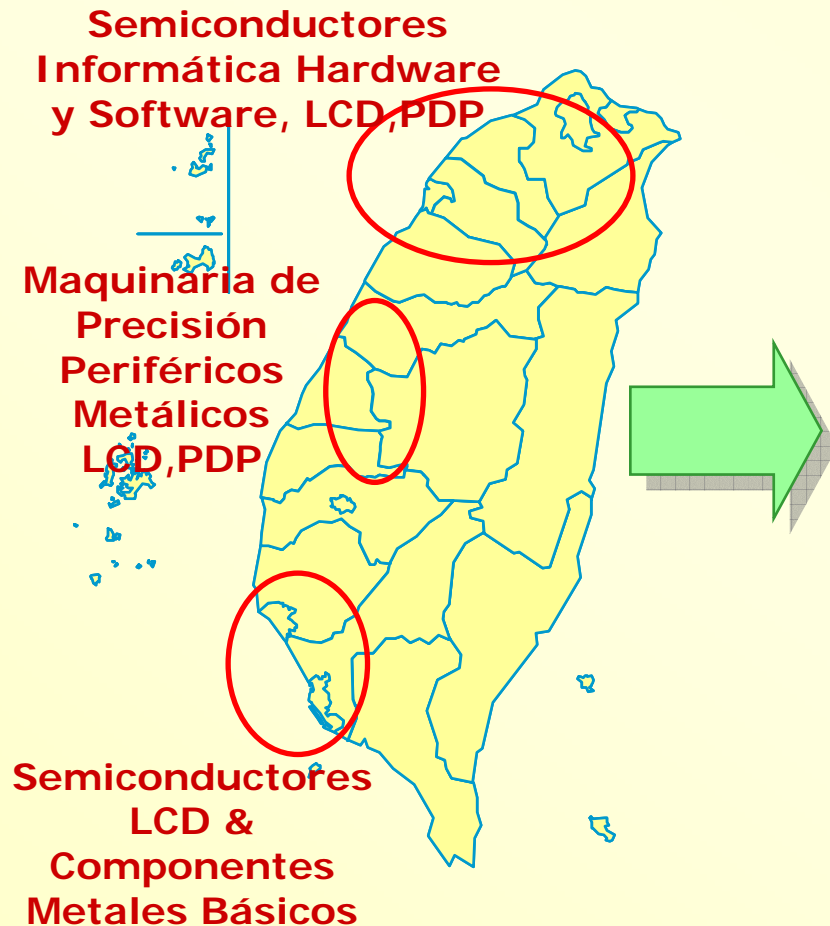 Semiconductores
Informática Hardware
y Software, LCD,PDP
Maquinaria de
Precisión
Periféricos
Metálicos
LCD,PDP
Semiconductores
LCD &
Componentes
Metales Básicos